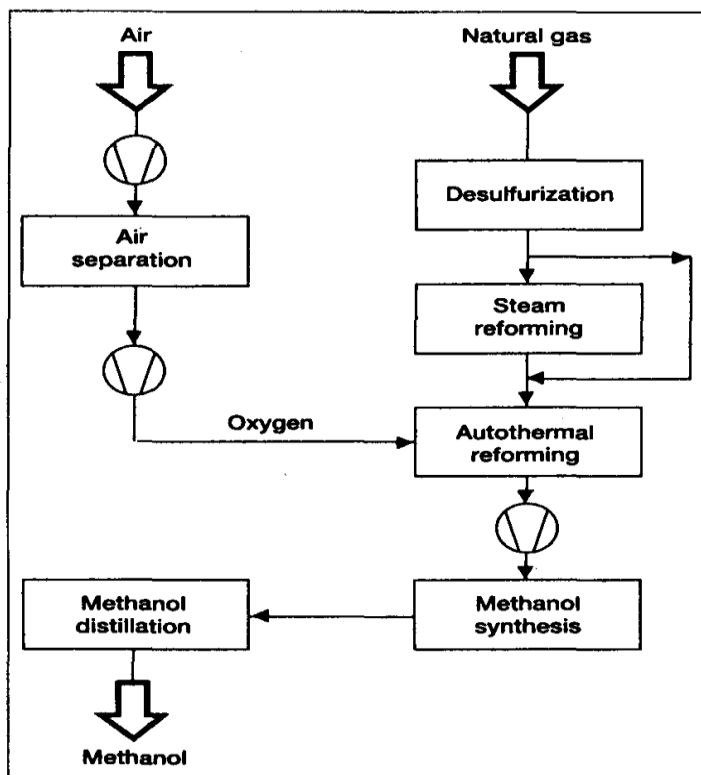 Air
Natural gas
Desulfurization
Air
separation
Steam
reforming
Oxygen
Autothermal
reforming
Methanol
distillation
Methanol
synthesis
Methanol